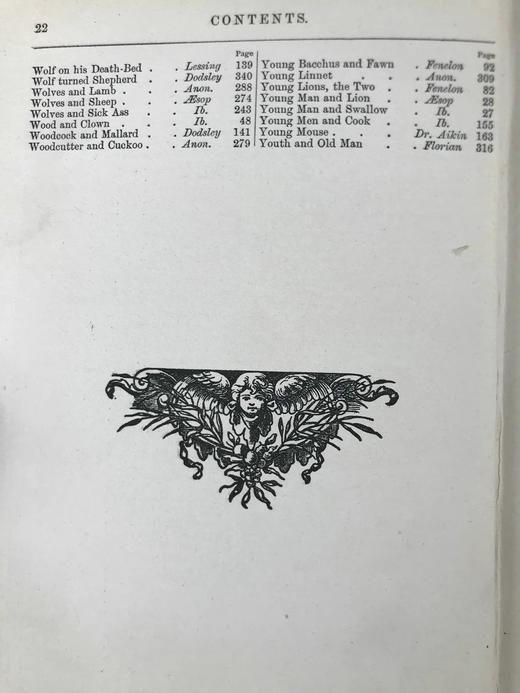 22 CONTENTS.
Page
Wolf on his Death-Bed . . Lessing 139
Wolf turned Shepherd . . Dodsley 340
Wolves and Lamb . . . Anon. 288
Wolves and Sheep . . . Æsop 274
Wolves and Sick Ass . . Ib. 243
Wood and Clown . . . Ib. 48
Woodcock and Mallard . . Dodsley 141
Woodcutter and Cuckoo . . Anon. 279
Page
Young Bacchus and Fawn . Fenelon 92
Young Linnet . . . Anon. 309
Young Lions, the Two . . Fenelon 82
Young Man and Lion . . Æsop 28
Young Man and Swallow . Ib. 27
Young Men and Cook . . Ib. 155
Young Mouse . . . Dr. Aikin 163
Youth and Old Man . . Florian 316